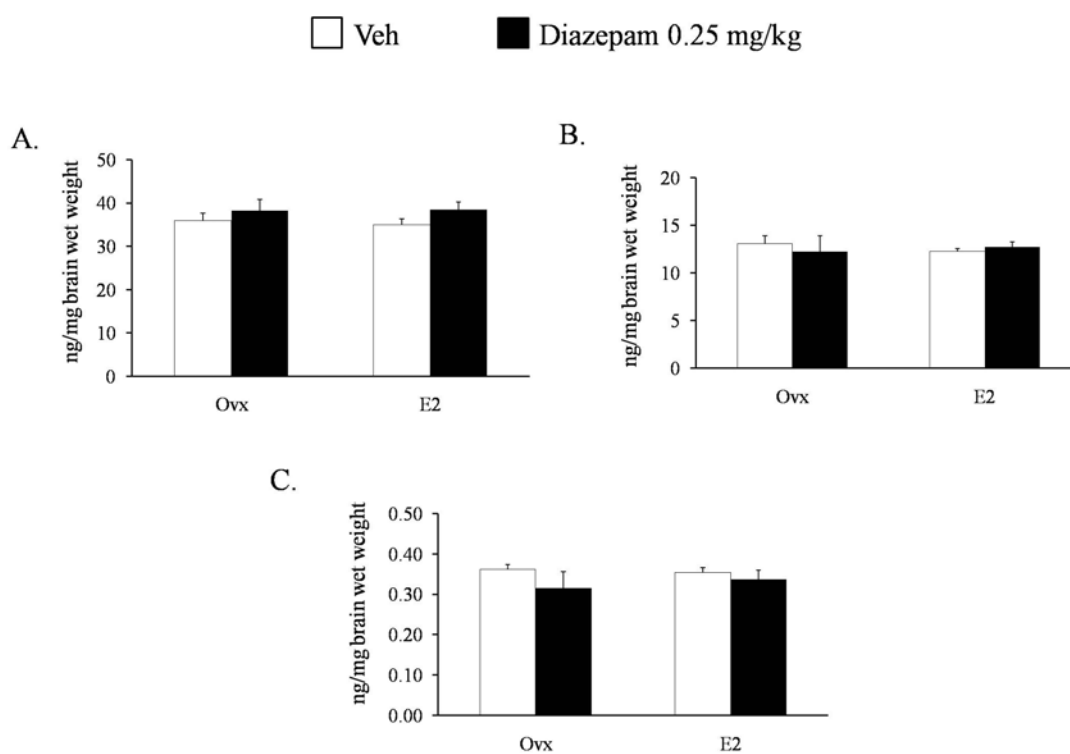 Veh
Diazepam 0.25 mg/kg
A.
ng/mg brain wet weight
50
40
30
20
10
0
Ovx
E2
B.
ng/mg brain wet weight
20
15
10
5
0
Ovx
E2
C.
ng/mg brain wet weight
0.50
0.40
0.30
0.20
0.10
0.00
Ovx
E2